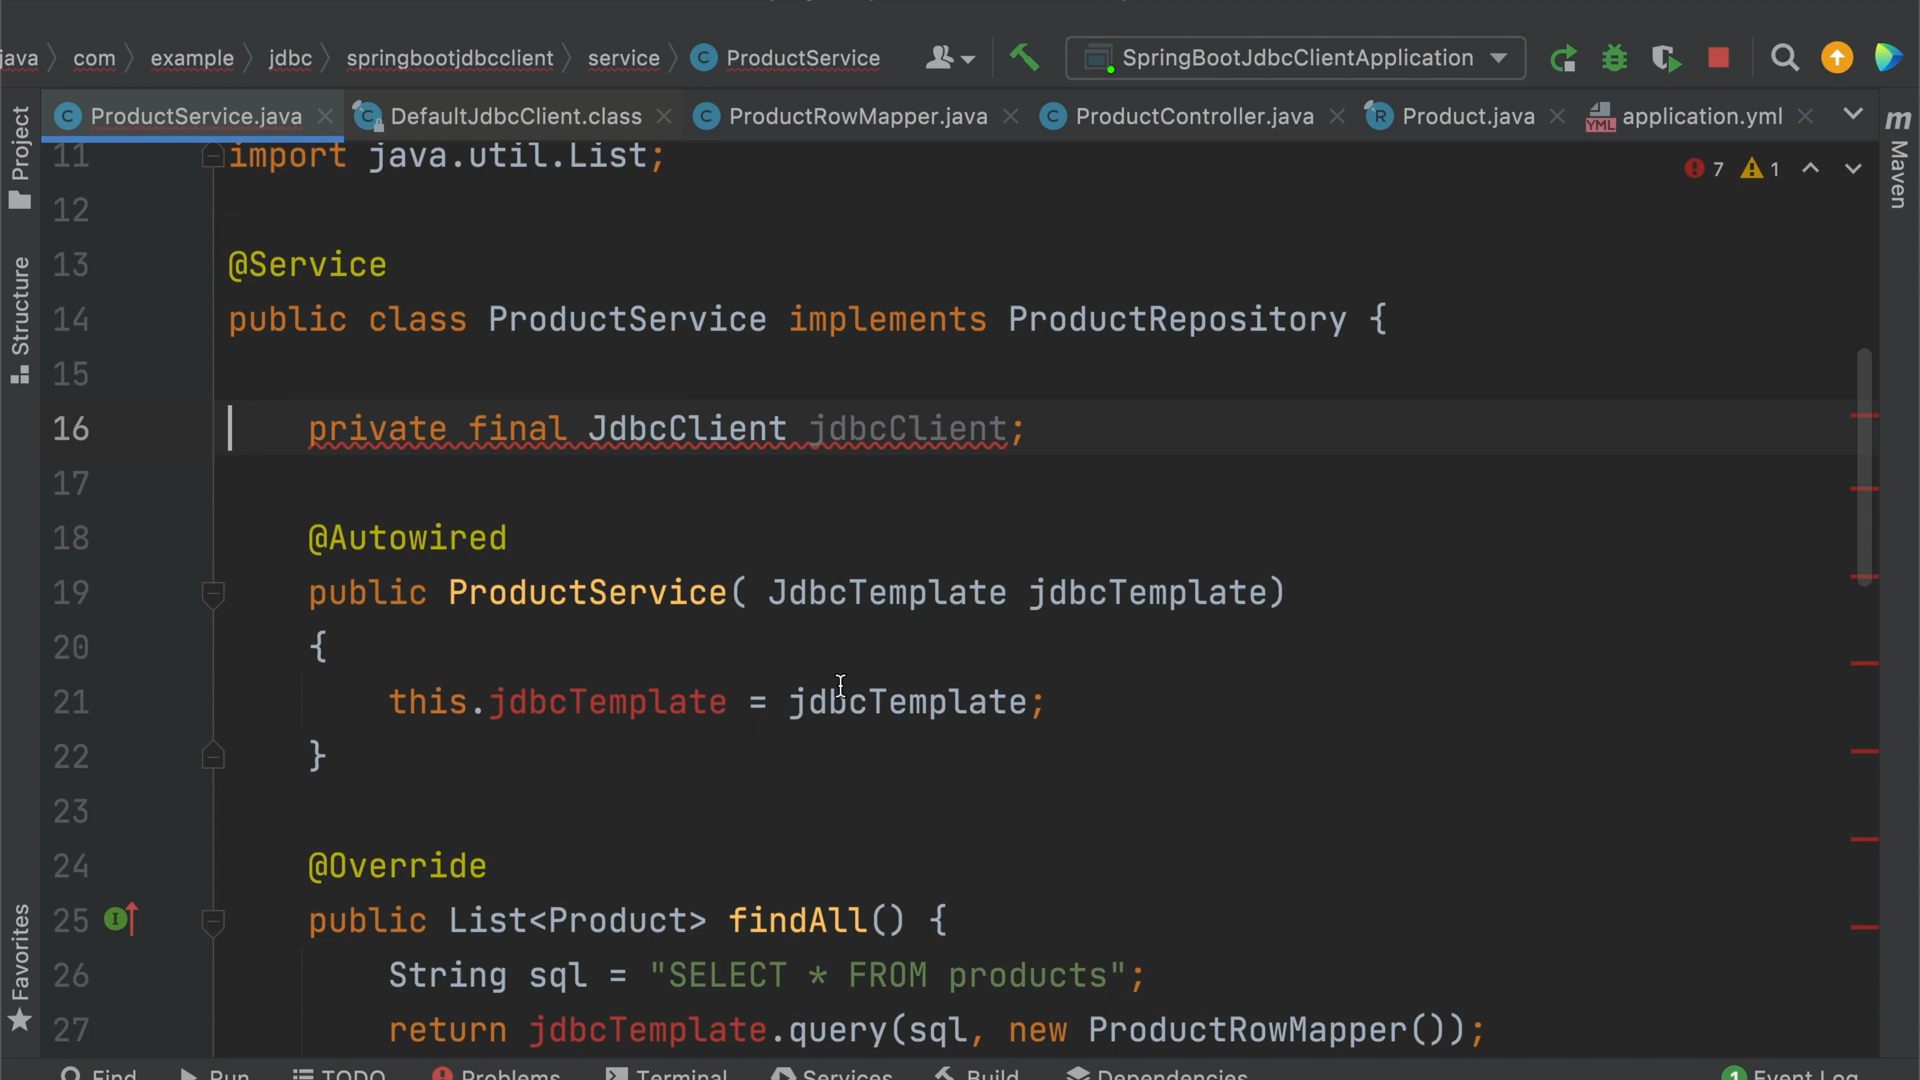 java com example jdbc springbootjdbcclient service ProductService SpringBootJdbcClientApplication
ProductService.java DefaultJdbcClient.class ProductRowMapper.java ProductController.java Product.java application.yml
Project
Structure
Favorites
m Maven
7 1
11 import java.util.List;
12
13 @Service
14 public class ProductService implements ProductRepository {
15
16 private final JdbcClient jdbcClient;
17
18 @Autowired
19 public ProductService( JdbcTemplate jdbcTemplate)
20 {
21 this.jdbcTemplate = jdbcTemplate;
22 }
23
24 @Override
25 public List<Product> findAll() {
26 String sql = "SELECT * FROM products";
27 return jdbcTemplate.query(sql, new ProductRowMapper());
Find Run TODO Problems Terminal Services Build Dependencies 1 Event Log